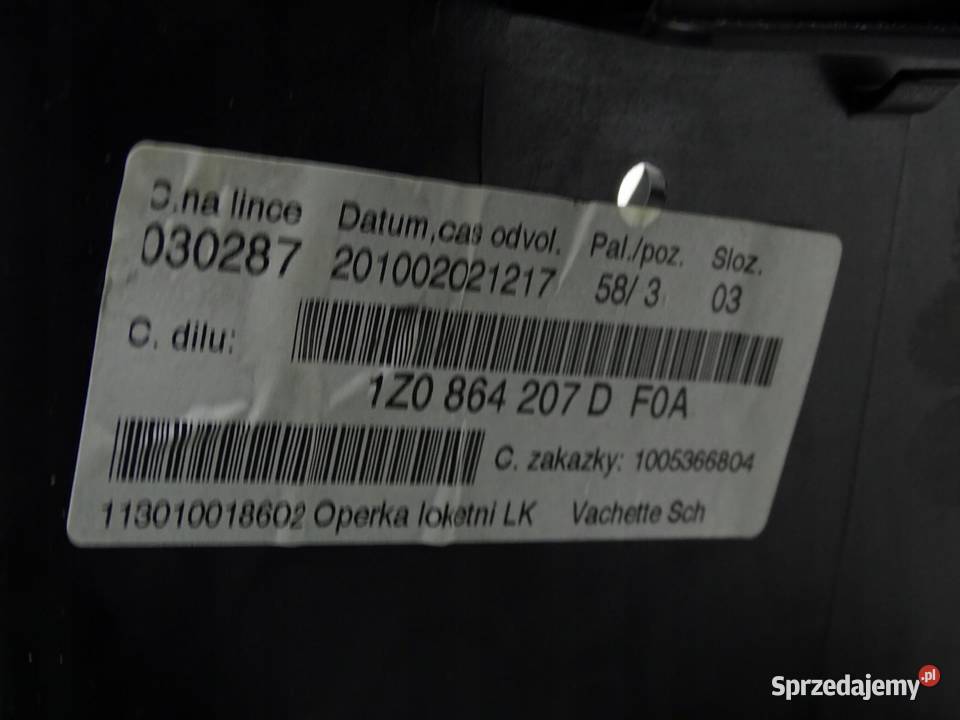 C.na lince Datum,cas odvol. Pal./poz. Sloz.
030287 201002021217 58/ 3 03
C. dilu:
1Z0 864 207 D F0A
C. zakazky: 1005366804
113010018602 Operka loketni LK Vachette Sch
Sprzedajemy.pl